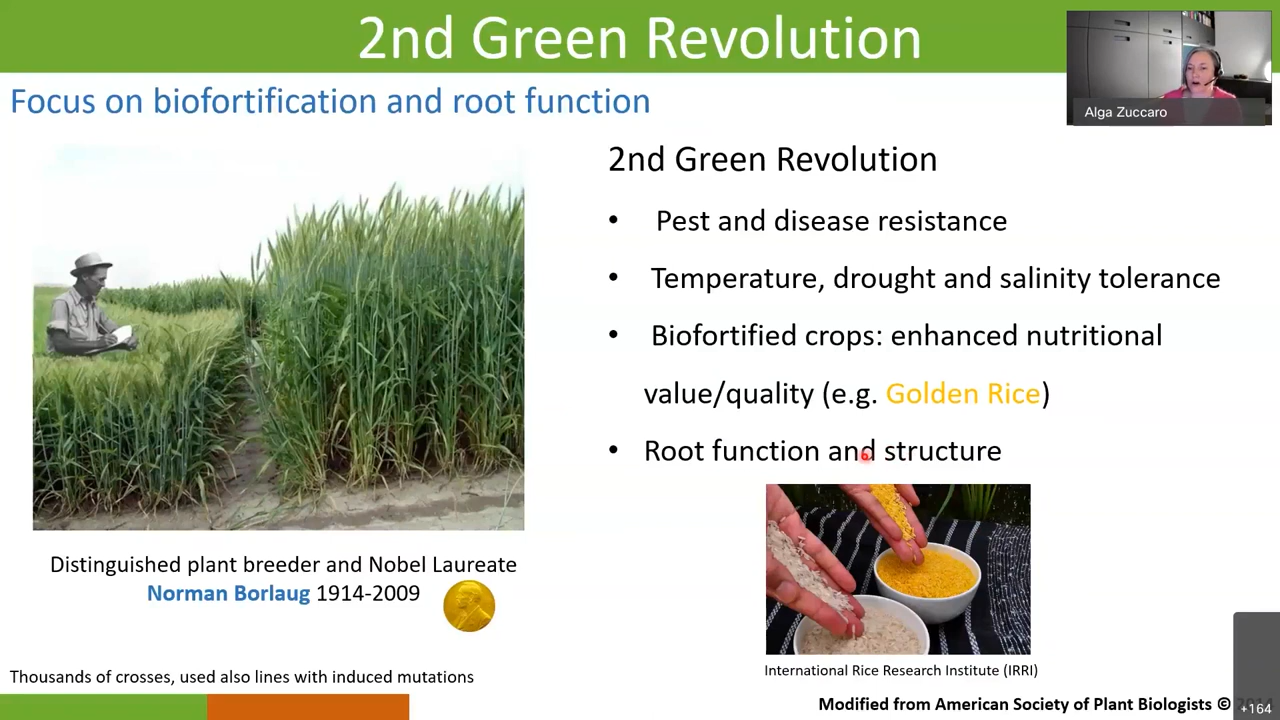 2nd Green Revolution
Focus on biofortification and root function
Alga Zuccaro
2nd Green Revolution
• Pest and disease resistance
• Temperature, drought and salinity tolerance
• Biofortified crops: enhanced nutritional
value/quality (e.g. Golden Rice)
• Root function and structure
Distinguished plant breeder and Nobel Laureate
Norman Borlaug 1914-2009
International Rice Research Institute (IRRI)
Thousands of crosses, used also lines with induced mutations
Modified from American Society of Plant Biologists ©
+164